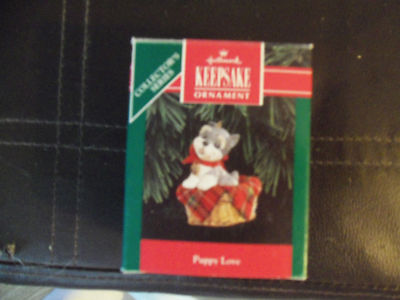 Hallmark
KEEPSAKE
ORNAMENT
COLLECTOR'S
SERIES
Puppy Love